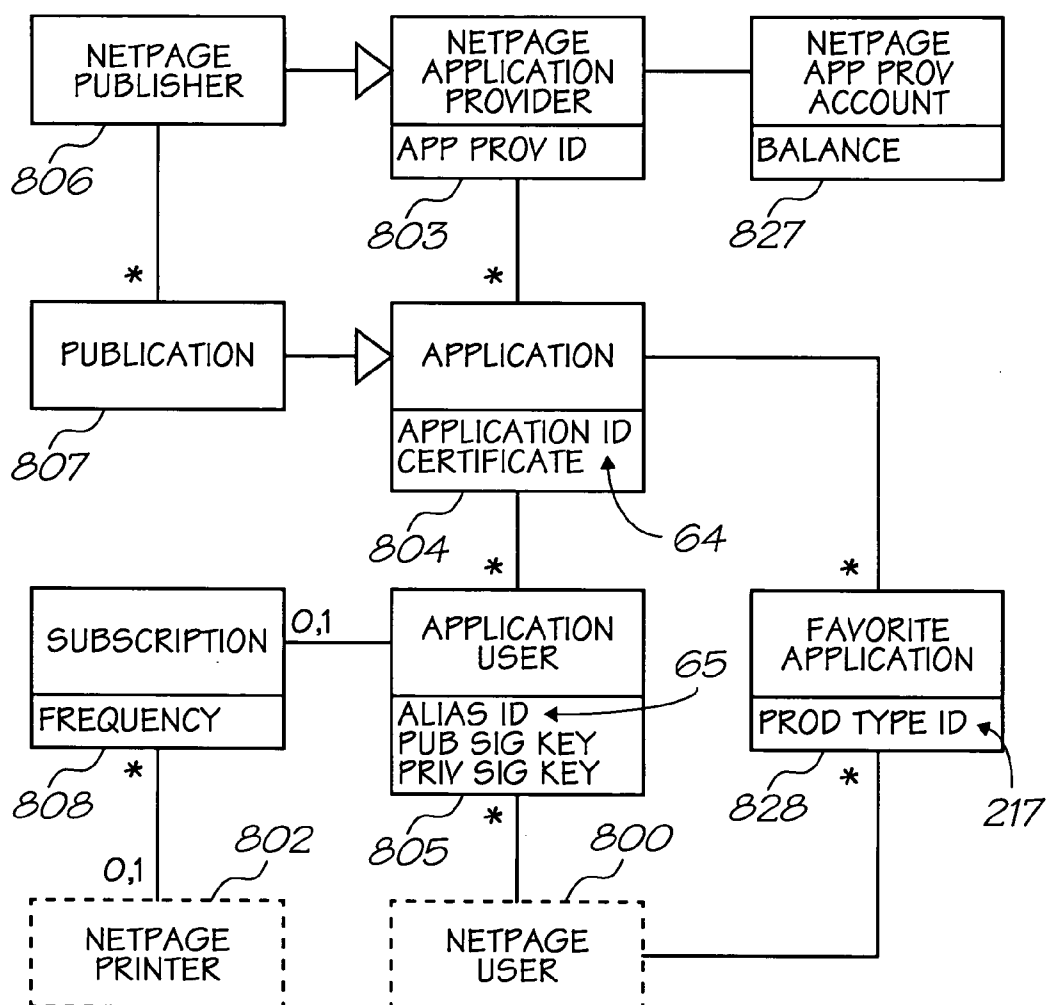 NETPAGE
PUBLISHER
806
NETPAGE
APPLICATION
PROVIDER
APP PROV ID
803
NETPAGE
APP PROV
ACCOUNT
BALANCE
827
*
*
PUBLICATION
807
APPLICATION
APPLICATION ID
CERTIFICATE
64
804
*
*
SUBSCRIPTION
FREQUENCY
808
0,1
APPLICATION
USER
ALIAS ID
PUB SIG KEY
PRIV SIG KEY
65
805
FAVORITE
APPLICATION
PROD TYPE ID
828
217
*
*
*
0,1
802
NETPAGE
PRINTER
800
NETPAGE
USER